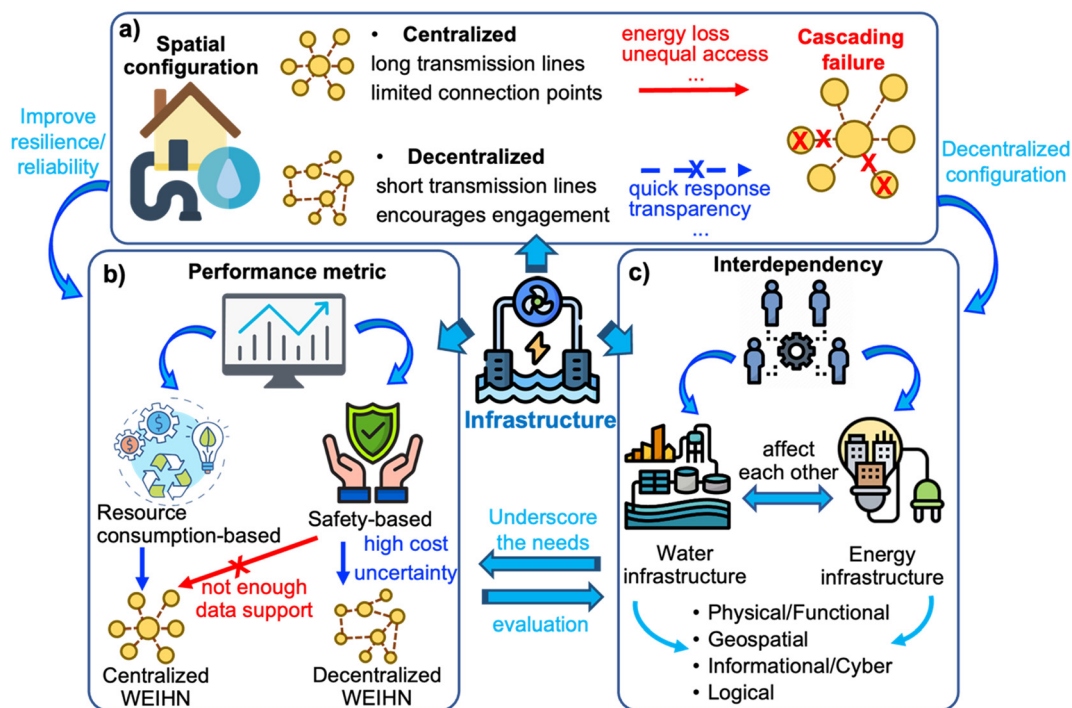 a)
Spatial
configuration
• Centralized
long transmission lines
limited connection points
energy loss
unequal access
...
Cascading
failure
X X
X X
• Decentralized
short transmission lines
encourages engagement
X
quick response
transparency
...
Improve
resilience/
reliability
Decentralized
configuration
b)
Performance metric
$
$
Resource
consumption-based
Safety-based
high cost
uncertainty
X
not enough
data support
Centralized
WEIHN
Decentralized
WEIHN
Infrastructure
Underscore
the needs
evaluation
c)
Interdependency
affect
each other
Water
infrastructure
Energy
infrastructure
• Physical/Functional
• Geospatial
• Informational/Cyber
• Logical